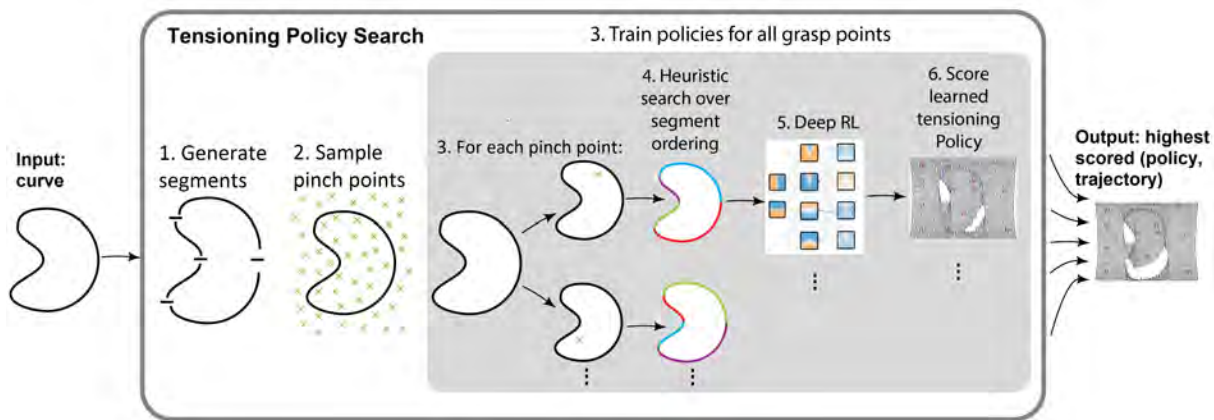 Tensioning Policy Search
3. Train policies for all grasp points
Input:
curve
1. Generate
segments
2. Sample
pinch points
3. For each pinch point:
4. Heuristic
search over
segment
ordering
5. Deep RL
6. Score
learned
tensioning
Policy
Output: highest
scored (policy,
trajectory)